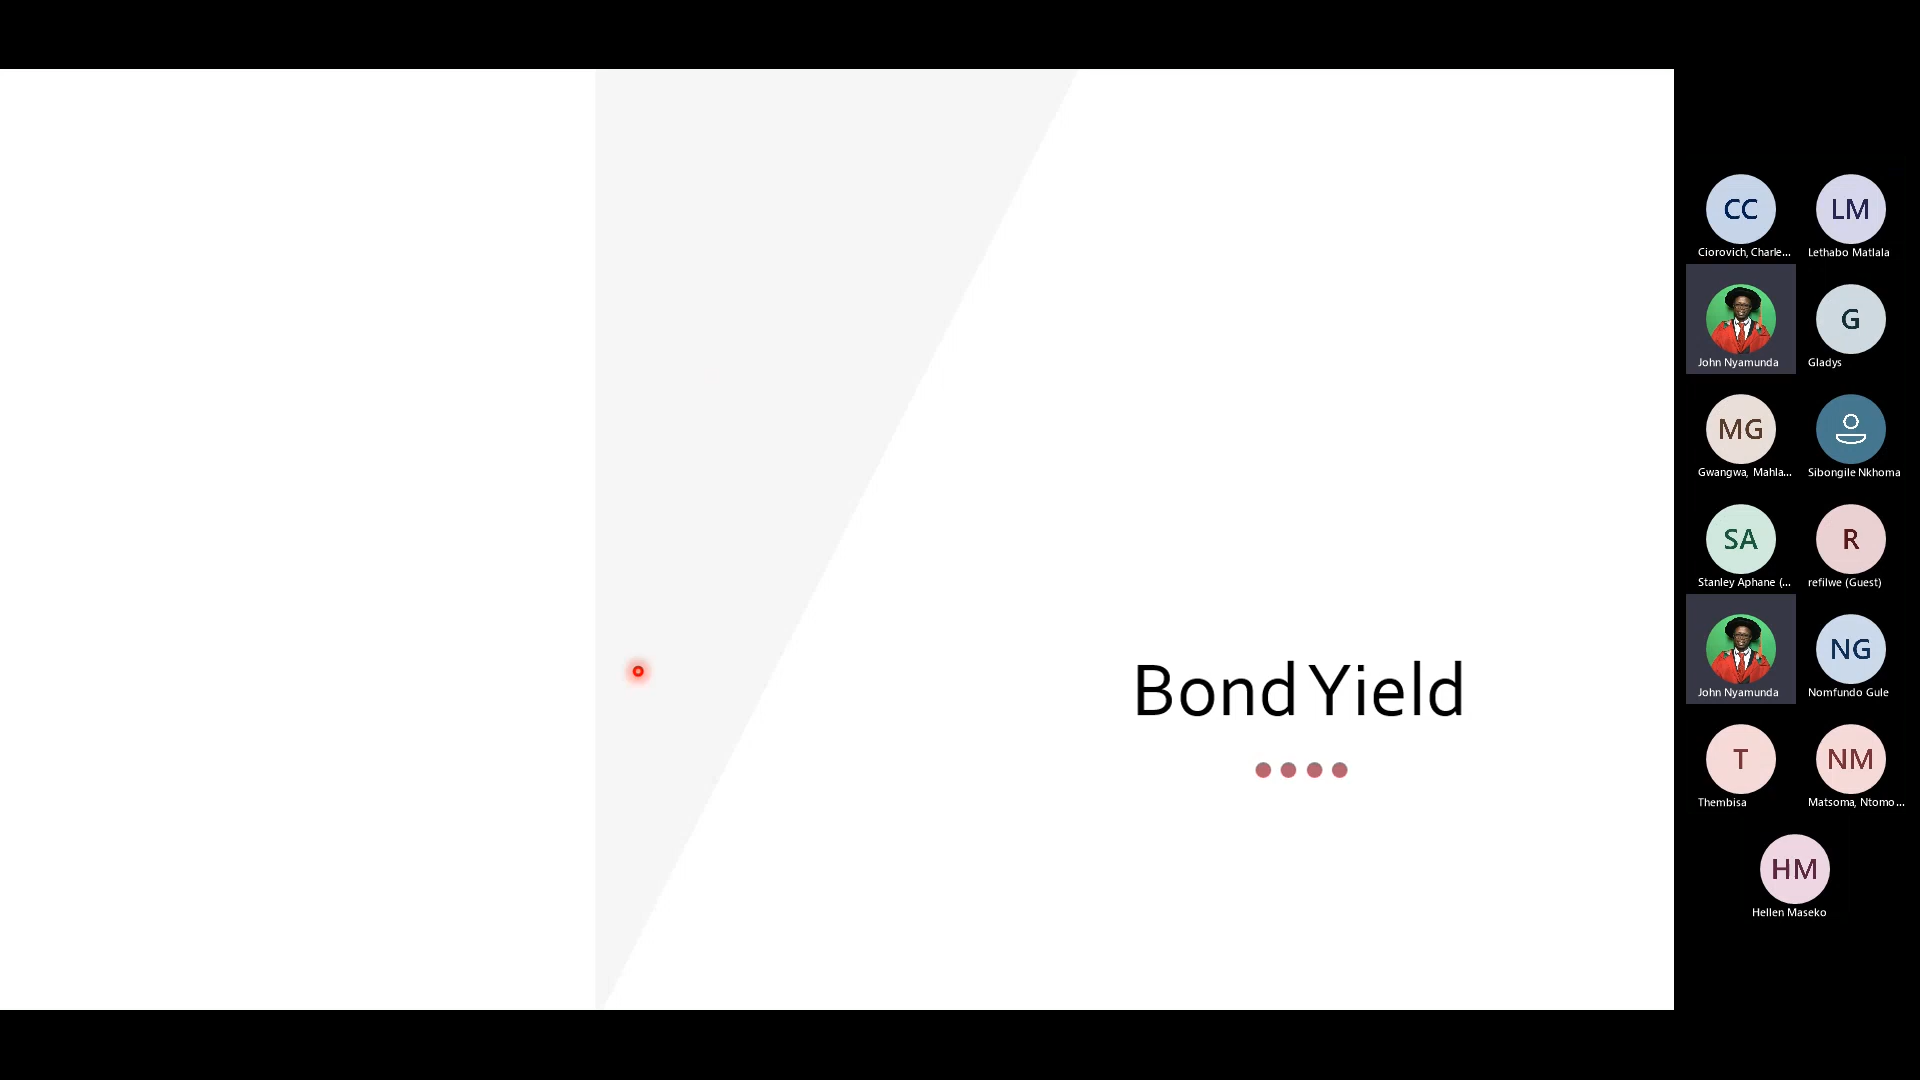 Bond Yield
CC
LM
Ciorovich, Charle...
Lethabo Matlala
G
John Nyamunda
Gladys
MG
Gwangwa, Mahla...
Sibongile Nkhoma
SA
R
Stanley Aphane (...
refilwe (Guest)
NG
John Nyamunda
Nomfundo Gule
T
NM
Thembisa
Matsoma, Ntomo...
HM
Hellen Maseko